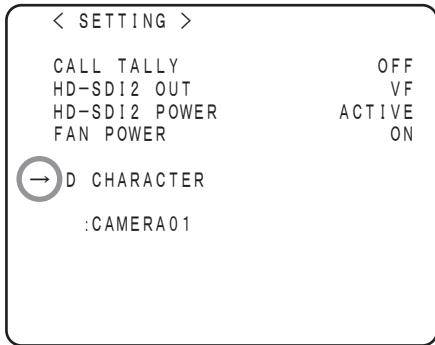 < SETTING >
CALL TALLY OFF
HD-SDI2 OUT VF
HD-SDI2 POWER ACTIVE
FAN POWER ON
→D CHARACTER
:CAMERA01